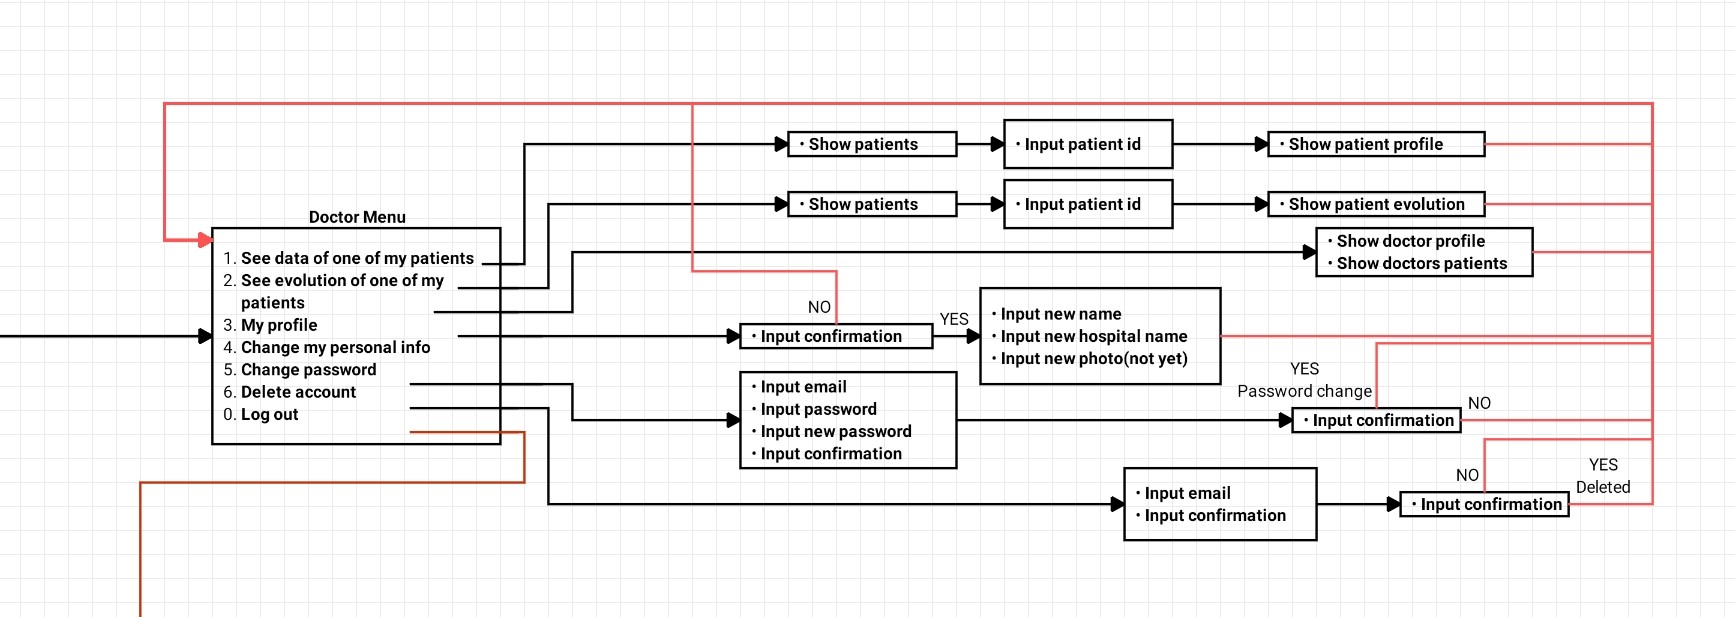 Doctor Menu
1. See data of one of my patients
2. See evolution of one of my
patients
3. My profile
4. Change my personal info
5. Change password
6. Delete account
0. Log out
· Show patients
· Input patient id
· Show patient profile
· Show patients
· Input patient id
· Show patient evolution
· Show doctor profile
· Show doctors patients
NO
· Input confirmation
YES
· Input new name
· Input new hospital name
· Input new photo(not yet)
· Input email
· Input password
· Input new password
· Input confirmation
YES
Password change
· Input confirmation
NO
· Input email
· Input confirmation
NO
· Input confirmation
YES
Deleted